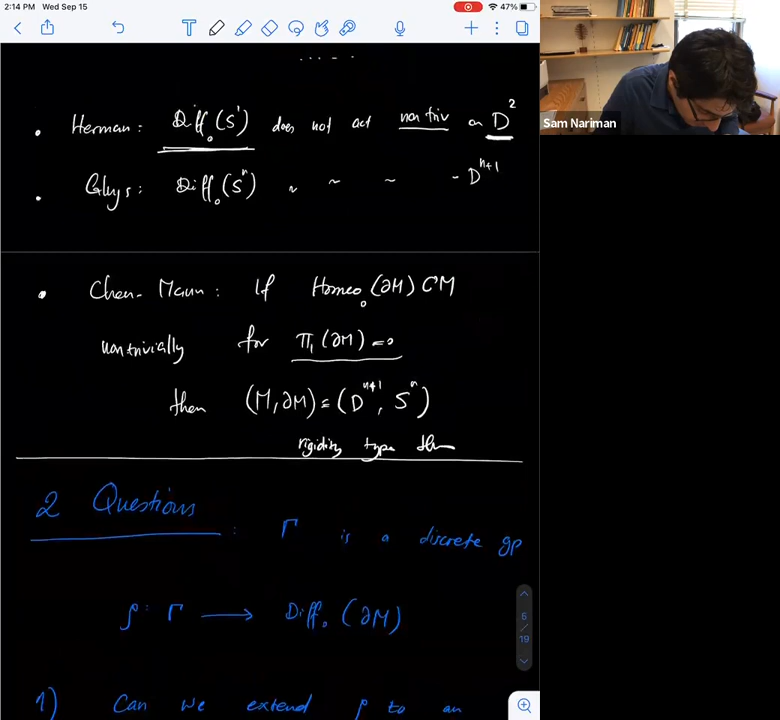 2:14 PM Wed Sep 15
47%
Sam Nariman
• Herman: Diff₀(S¹) does not act nontriv on D²
• Ghys: Diff₀(Sⁿ) ~ ~ ~ - Dⁿ⁺¹
• Chen-Mann: If Homeo₀(∂M) ↻ M
nontrivially for π₁(∂M)=0
then (M,∂M) = (Dⁿ⁺¹, Sⁿ)
rigidity type thm
2 Questions: Γ is a discrete gp
ρ: Γ → Diff₀(∂M)
6
/
19
1) Can we extend ρ to an